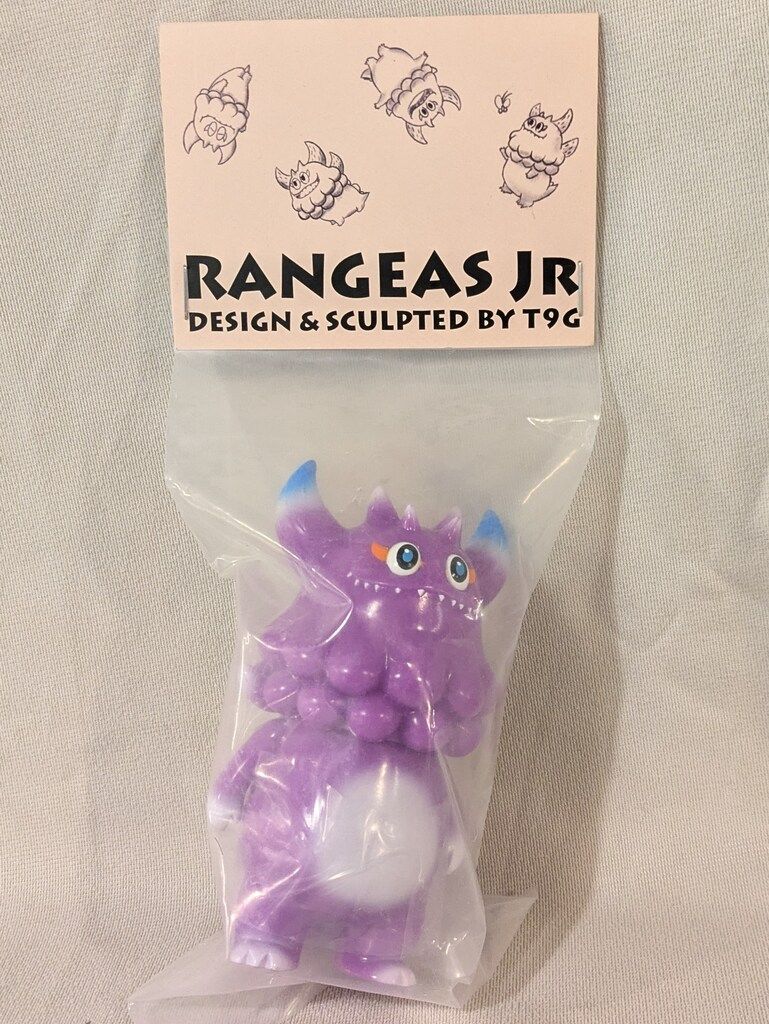 RANGEAS JR
DESIGN & SCULPTED BY T9G